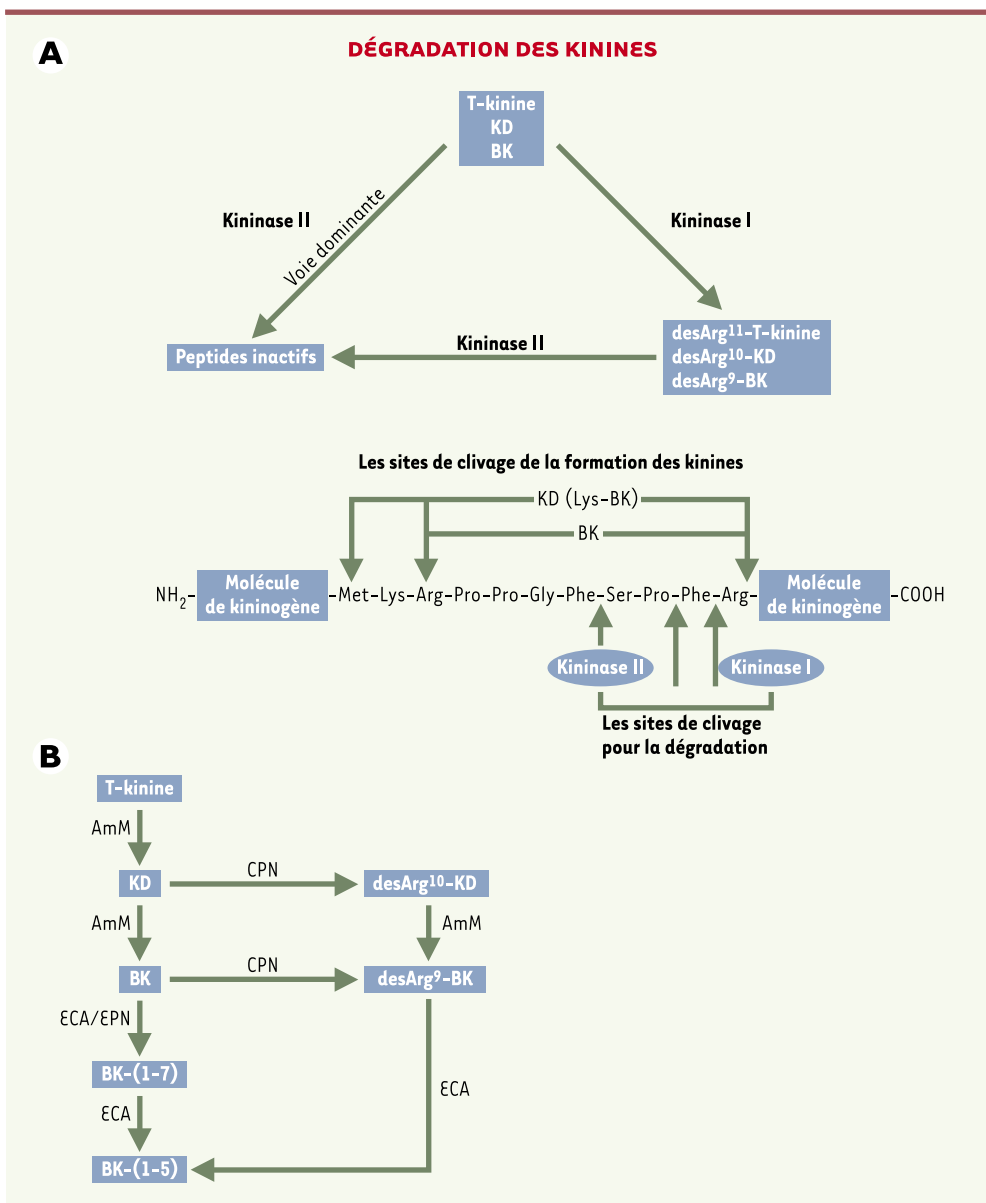 A
DÉGRADATION DES KININES
T-kinine
KD
BK
Kininase II
Voie dominante
Kininase I
Peptides inactifs
Kininase II
desArg¹¹-T-kinine
desArg¹⁰-KD
desArg⁹-BK
Les sites de clivage de la formation des kinines
KD (Lys-BK)
BK
NH₂-
Molécule
de kininogène
-Met-Lys-Arg-Pro-Pro-Gly-Phe-Ser-Pro-Phe-Arg-
Molécule
de kininogène
-COOH
Kininase II
Kininase I
Les sites de clivage
pour la dégradation
B
T-kinine
AmM
KD
CPN
desArg¹⁰-KD
AmM
AmM
BK
CPN
desArg⁹-BK
ECA/EPN
BK-(1-7)
ECA
ECA
BK-(1-5)